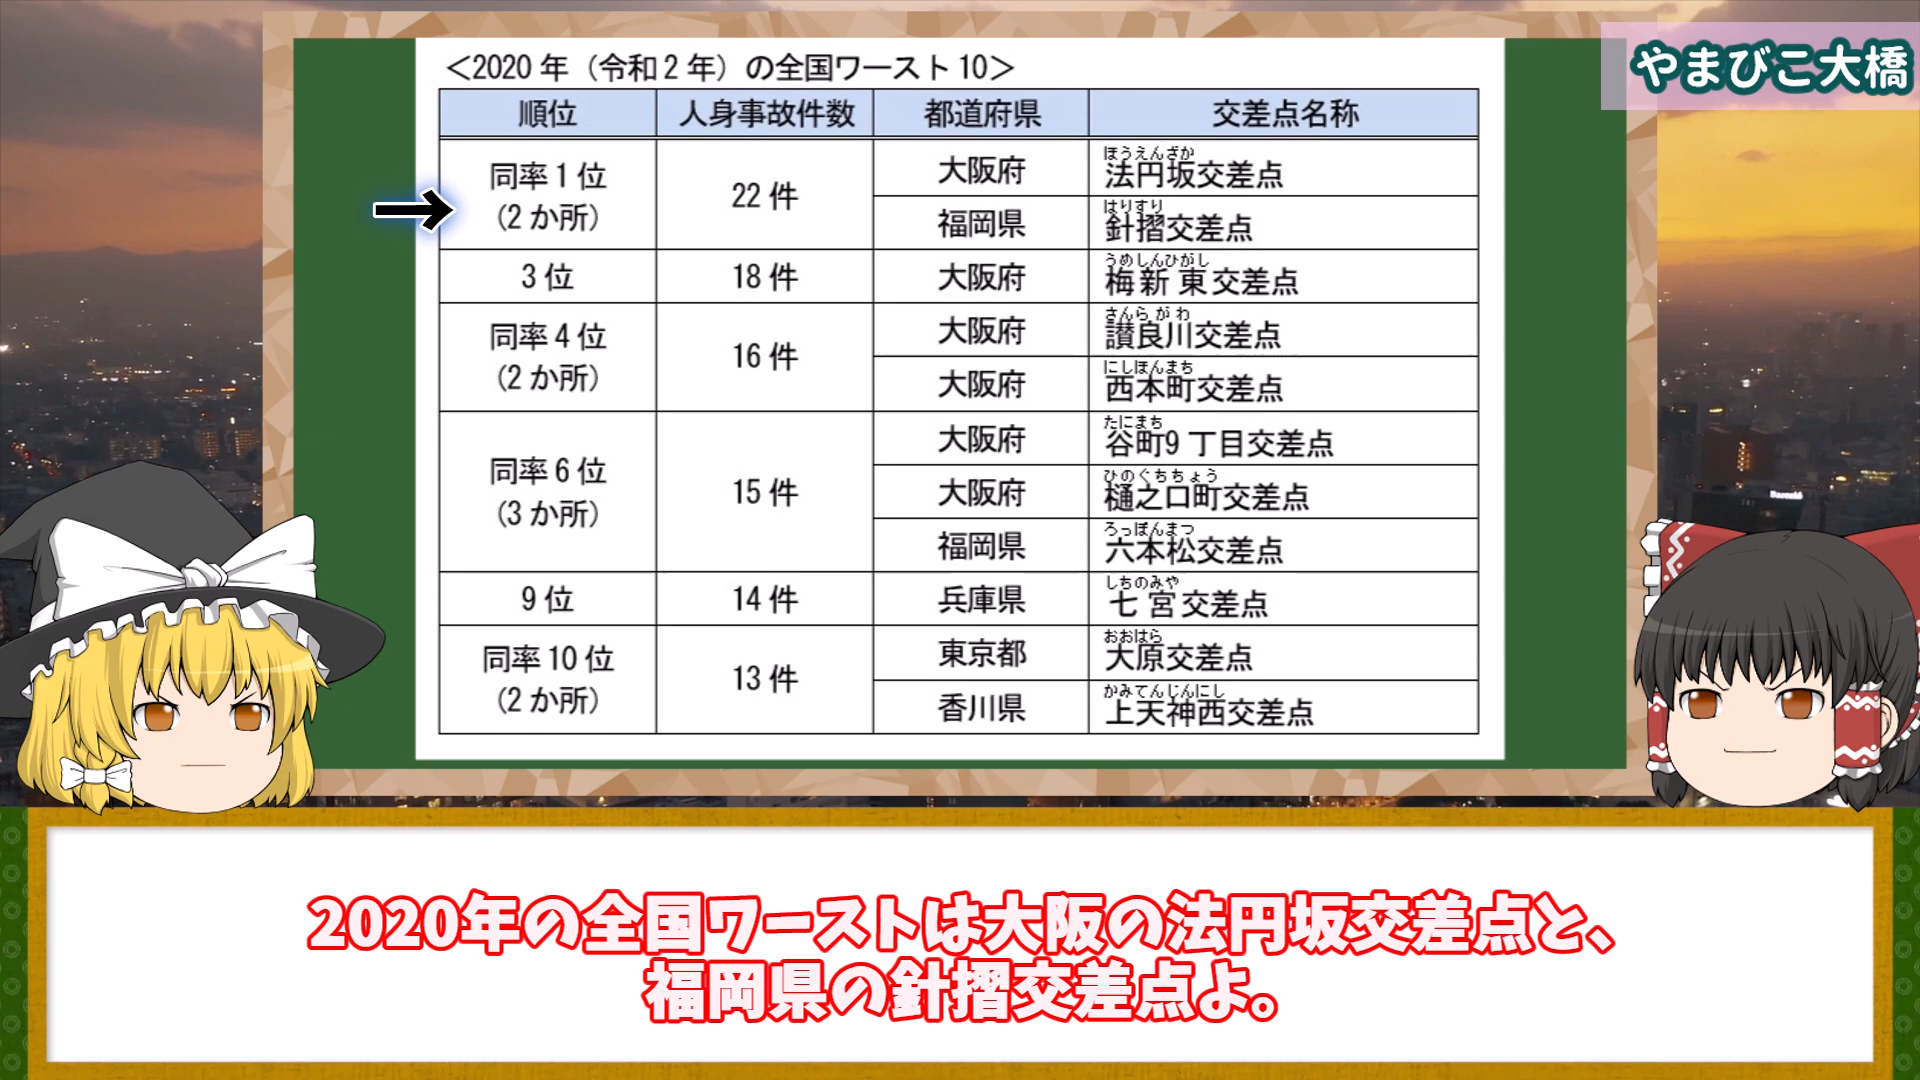 やまびこ大橋
＜2020年（令和2年）の全国ワースト10＞
順位 人身事故件数 都道府県 交差点名称
同率1位
（2か所）
22件
大阪府
ほうえんざか
法円坂交差点
福岡県
はりすり
針摺交差点
3位 18件 大阪府
うめしんひがし
梅新東交差点
同率4位
（2か所）
16件
大阪府
さんらがわ
讃良川交差点
大阪府
にしほんまち
西本町交差点
同率6位
（3か所）
15件
大阪府
たにまち
谷町9丁目交差点
大阪府
ひのぐちちょう
樋之口町交差点
福岡県
ろっぽんまつ
六本松交差点
9位 14件 兵庫県
しちのみや
七宮交差点
同率10位
（2か所）
13件
東京都
おおはら
大原交差点
香川県
かみてんじんにし
上天神西交差点
2020年の全国ワーストは大阪の法円坂交差点と、
福岡県の針摺交差点よ。